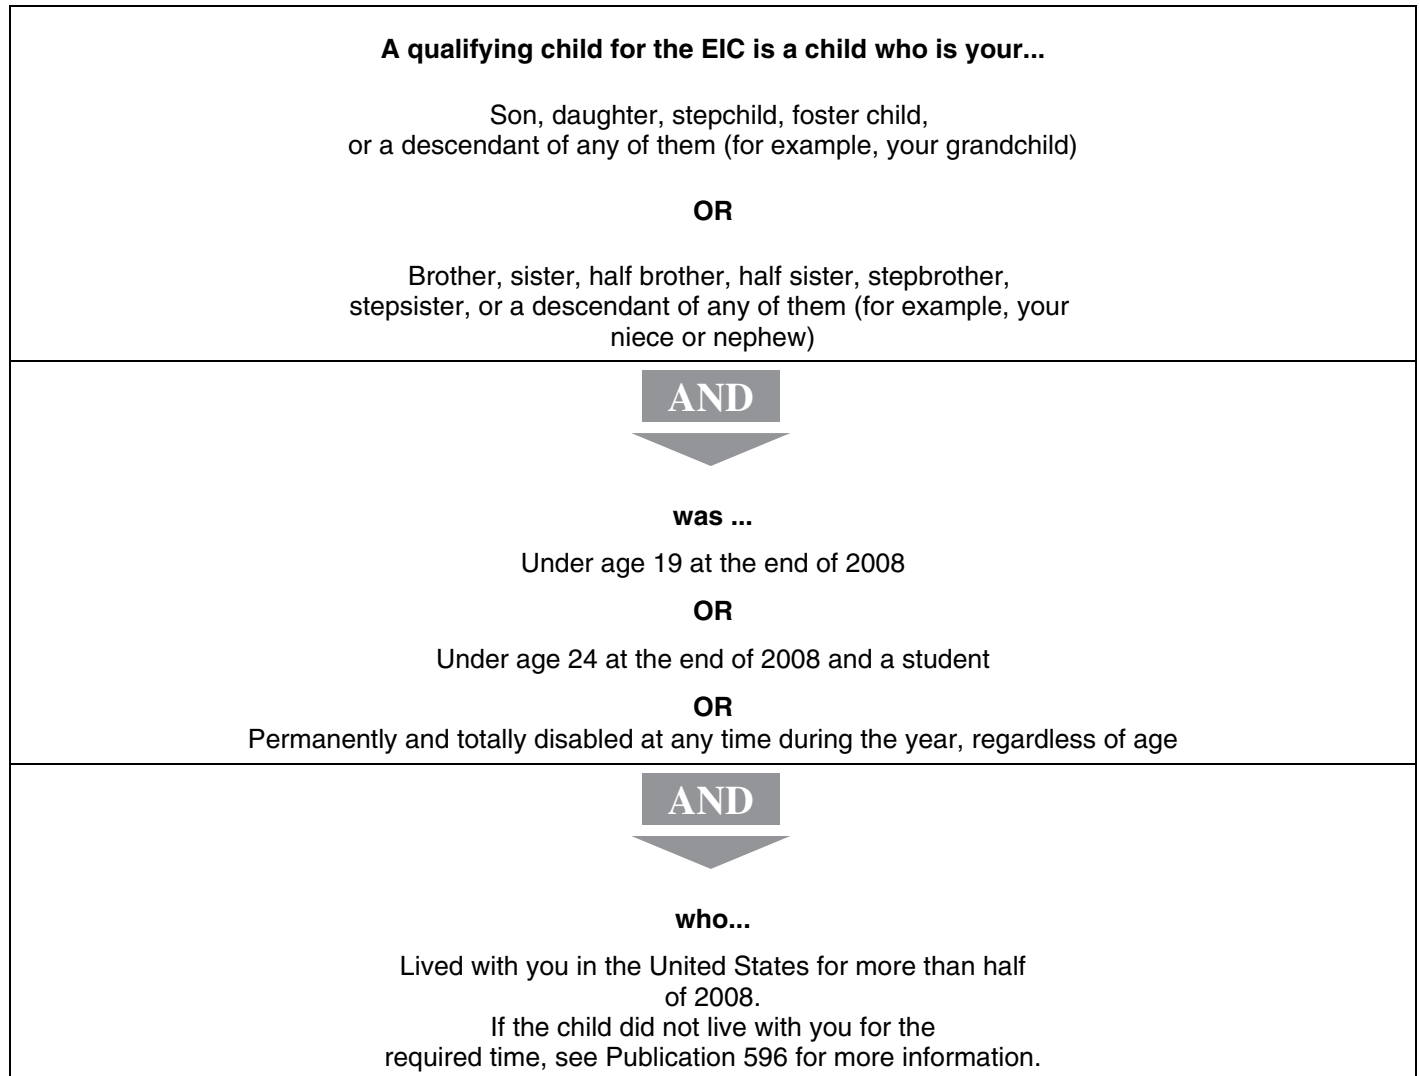 A qualifying child for the EIC is a child who is your...
Son, daughter, stepchild, foster child,
or a descendant of any of them (for example, your grandchild)
OR
Brother, sister, half brother, half sister, stepbrother,
stepsister, or a descendant of any of them (for example, your
niece or nephew)
AND
was ...
Under age 19 at the end of 2008
OR
Under age 24 at the end of 2008 and a student
OR
Permanently and totally disabled at any time during the year, regardless of age
AND
who...
Lived with you in the United States for more than half
of 2008.
If the child did not live with you for the
required time, see Publication 596 for more information.